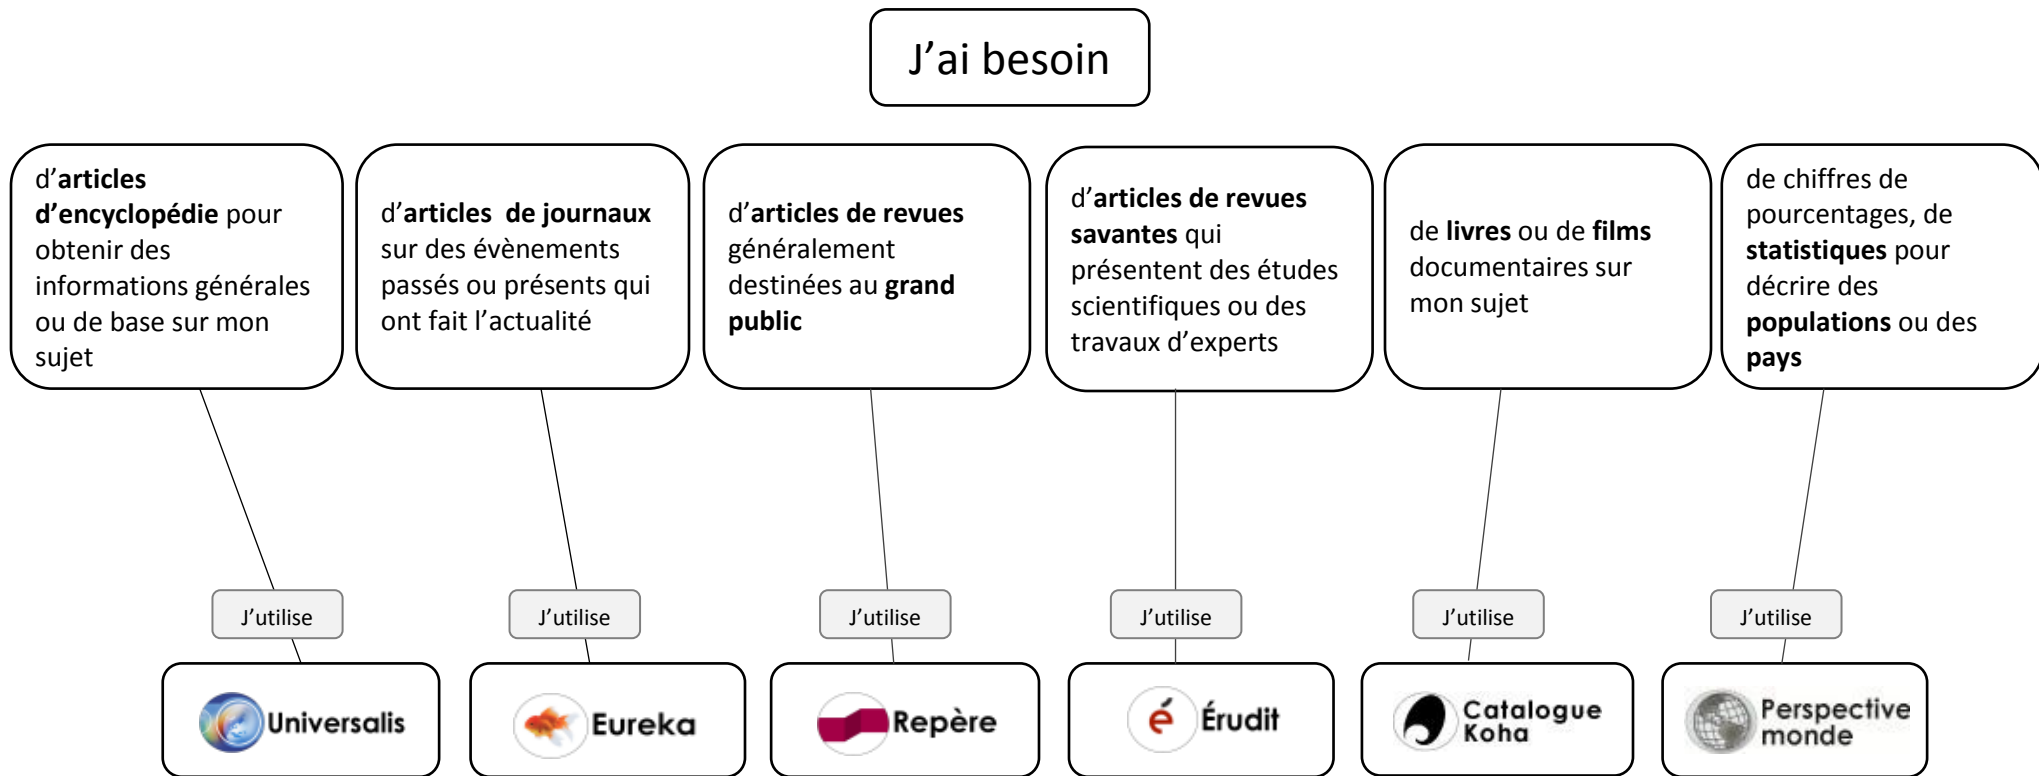 J’ai besoin
d’articles
d’encyclopédie pour
obtenir des
informations générales
ou de base sur mon
sujet
d’articles  de journaux
sur des évènements
passés ou présents qui
ont fait l’actualité
d’articles de revues
généralement
destinées au grand
public
d’articles de revues
savantes qui
présentent des études
scientifiques ou des
travaux d’experts
de livres ou de films
documentaires sur
mon sujet
de chiffres de
pourcentages, de
statistiques pour
décrire des
populations ou des
pays
J’utilise
J’utilise
J’utilise
J’utilise
J’utilise
J’utilise
Universalis
Eureka
Repère
é Érudit
Catalogue
Koha
Perspective
monde